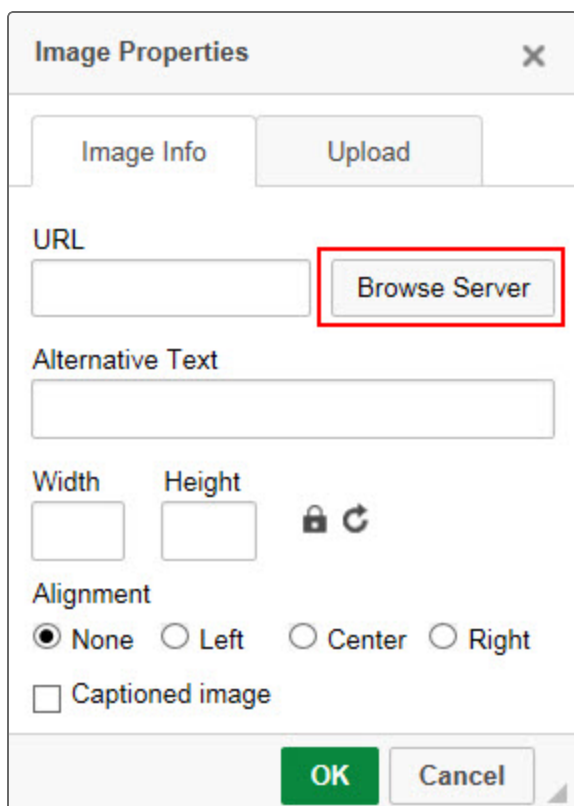 Image Properties
Image Info Upload
URL
Browse Server
Alternative Text
Width Height
Alignment
None Left Center Right
Captioned image
OK Cancel